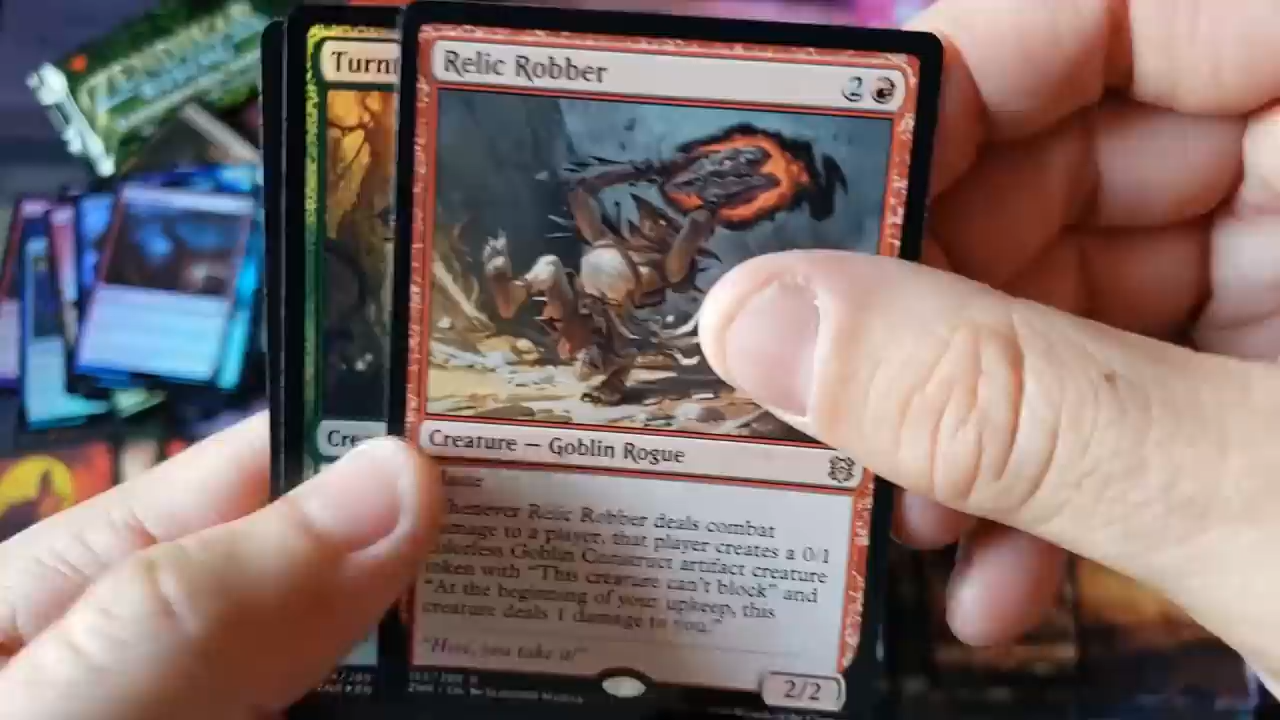 Relic Robber
2
Turn
Creature — Goblin Rogue
Cre
Whenever Relic Robber deals combat
damage to a player, that player creates a 0/1
colorless Goblin Construct artifact creature
token with "This creature can't block" and
"At the beginning of your upkeep, this
creature deals 1 damage to you."
"Here, you take it!"
2/2